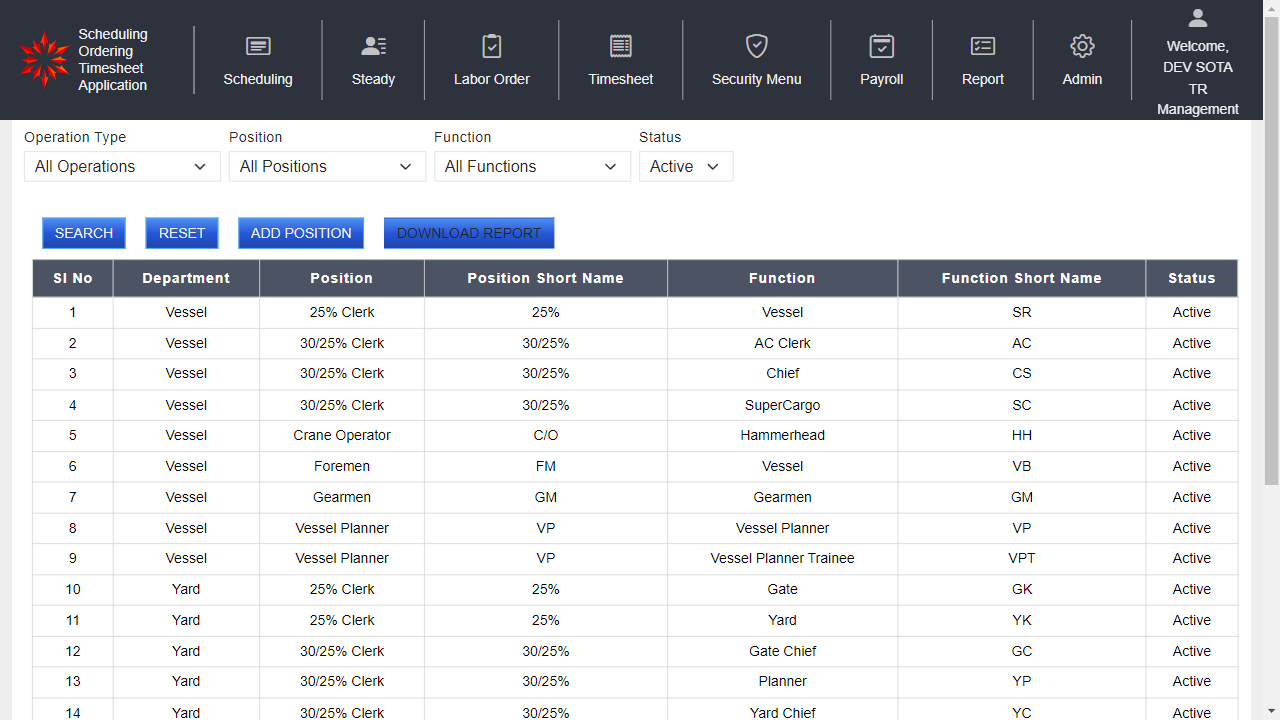 Scheduling
Ordering
Timesheet
Application
Scheduling
Steady
Labor Order
Timesheet
Security Menu
Payroll
Report
Admin
Welcome,
DEV SOTA
TR
Management
Operation Type Position Function Status
All Operations All Positions All Functions Active
SEARCH RESET ADD POSITION DOWNLOAD REPORT
Sl No Department Position Position Short Name Function Function Short Name Status
1 Vessel 25% Clerk 25% Vessel SR Active
2 Vessel 30/25% Clerk 30/25% AC Clerk AC Active
3 Vessel 30/25% Clerk 30/25% Chief CS Active
4 Vessel 30/25% Clerk 30/25% SuperCargo SC Active
5 Vessel Crane Operator C/O Hammerhead HH Active
6 Vessel Foremen FM Vessel VB Active
7 Vessel Gearmen GM Gearmen GM Active
8 Vessel Vessel Planner VP Vessel Planner VP Active
9 Vessel Vessel Planner VP Vessel Planner Trainee VPT Active
10 Yard 25% Clerk 25% Gate GK Active
11 Yard 25% Clerk 25% Yard YK Active
12 Yard 30/25% Clerk 30/25% Gate Chief GC Active
13 Yard 30/25% Clerk 30/25% Planner YP Active
14 Yard 30/25% Clerk 30/25% Yard Chief YC Active